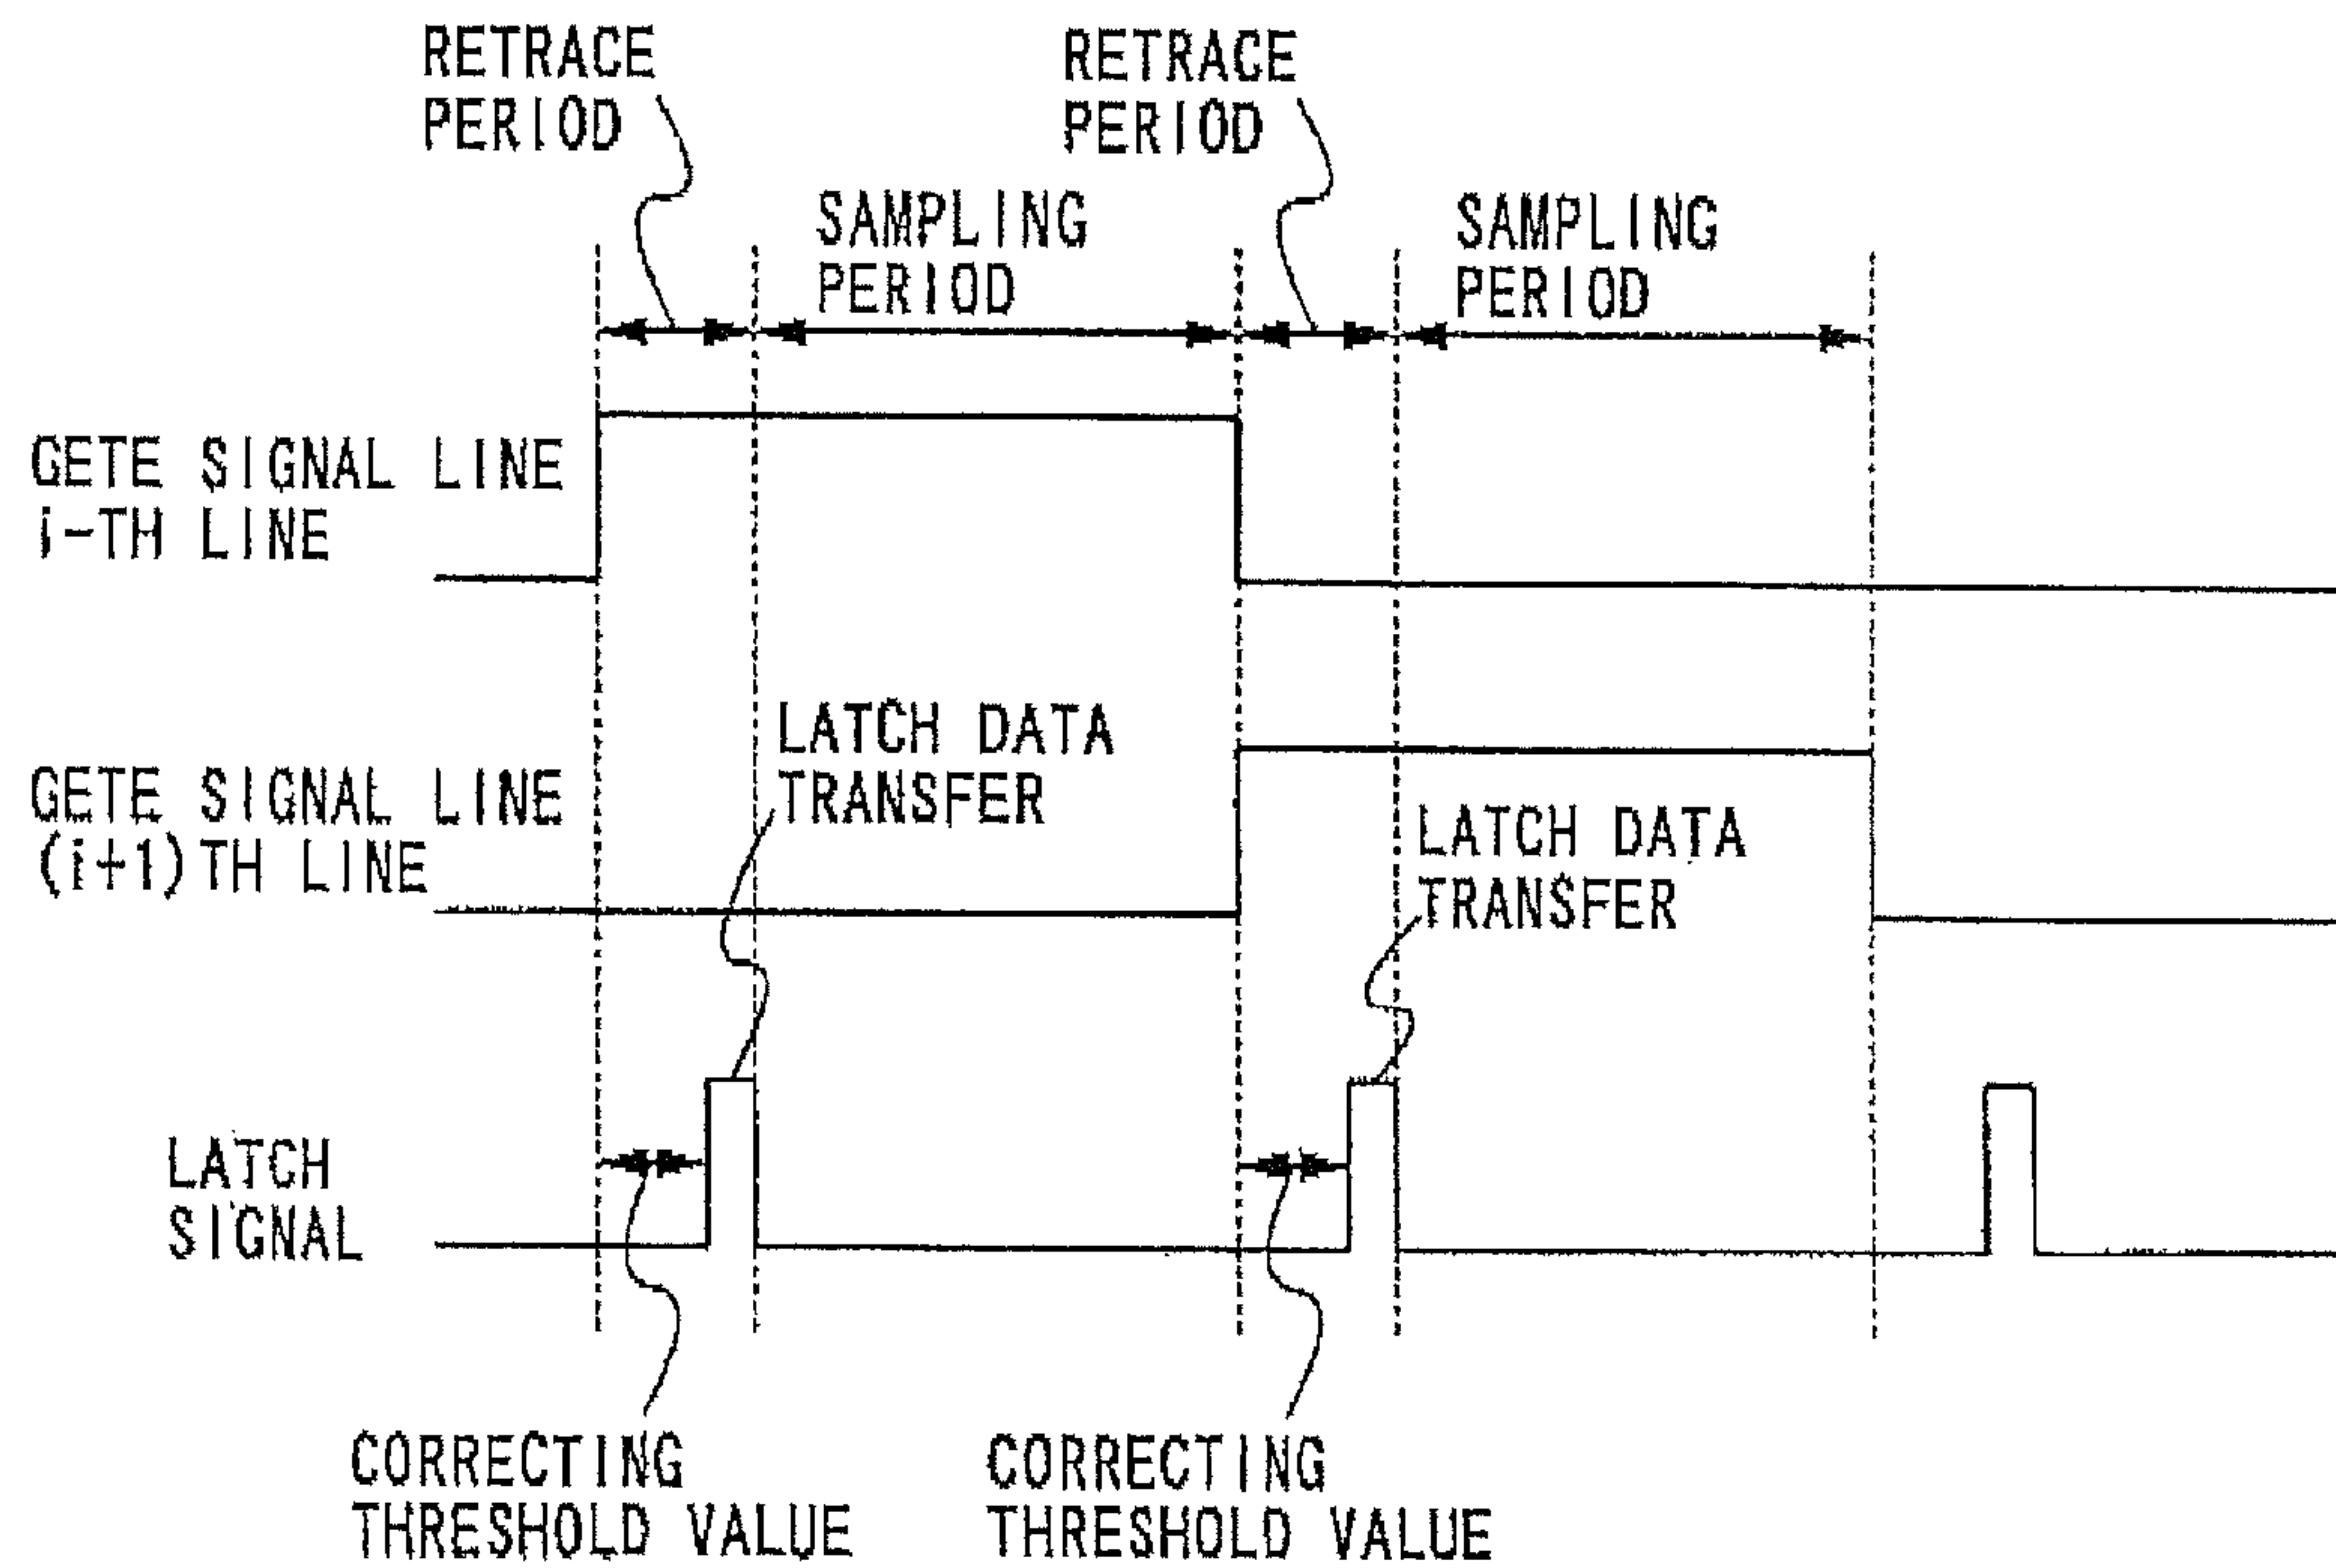 RETRACE
PERIOD
RETRACE
PERIOD
SAMPLING
PERIOD
SAMPLING
PERIOD
GETE SIGNAL LINE
i-TH LINE
LATCH DATA
TRANSFER
GETE SIGNAL LINE
(i+1)TH LINE
LATCH DATA
TRANSFER
LATCH
SIGNAL
CORRECTING
THRESHOLD VALUE
CORRECTING
THRESHOLD VALUE